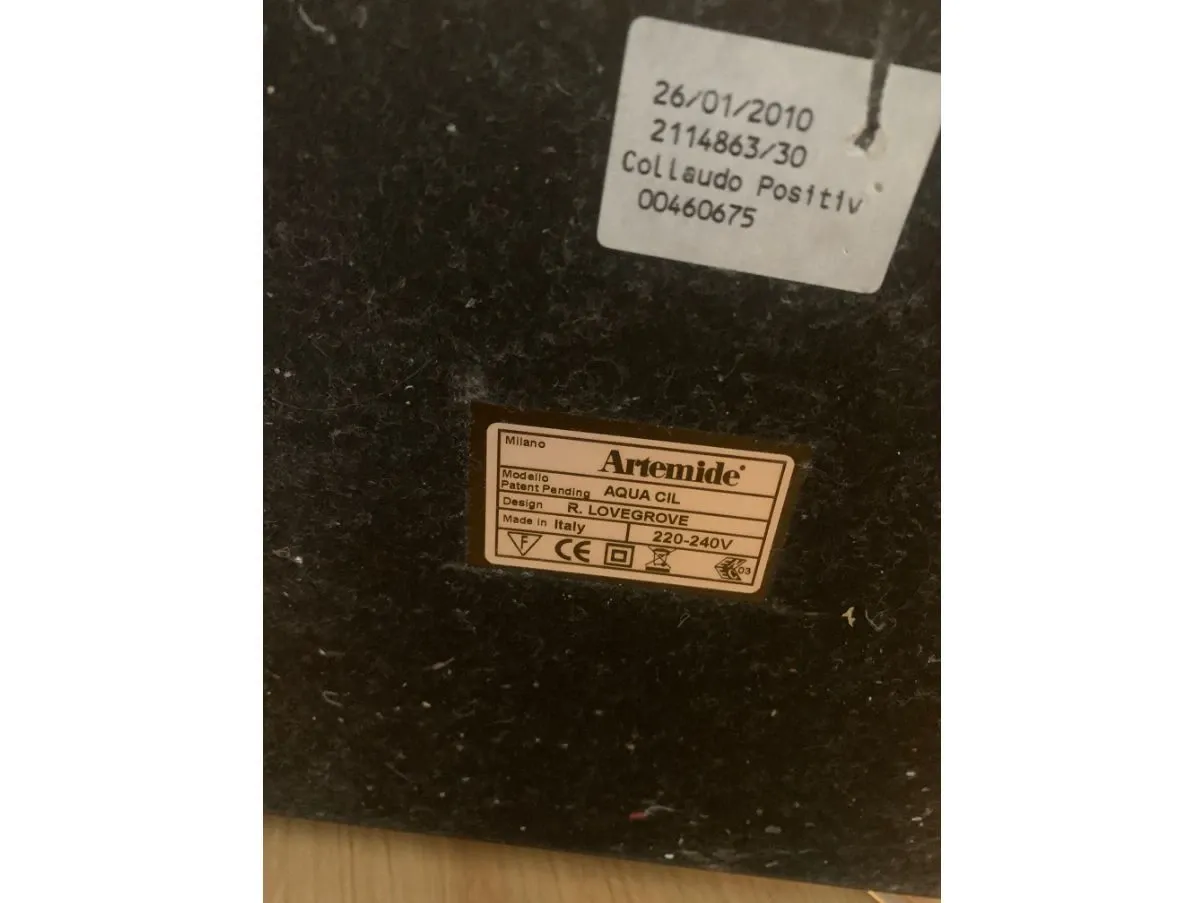 26/01/2010
2114863/30
Collaudo Positiv
00460675
Milano
Artemide®
Modello
Patent Pending AQUA CIL
Design R. LOVEGROVE
Made in Italy 220-240V
F CE 03